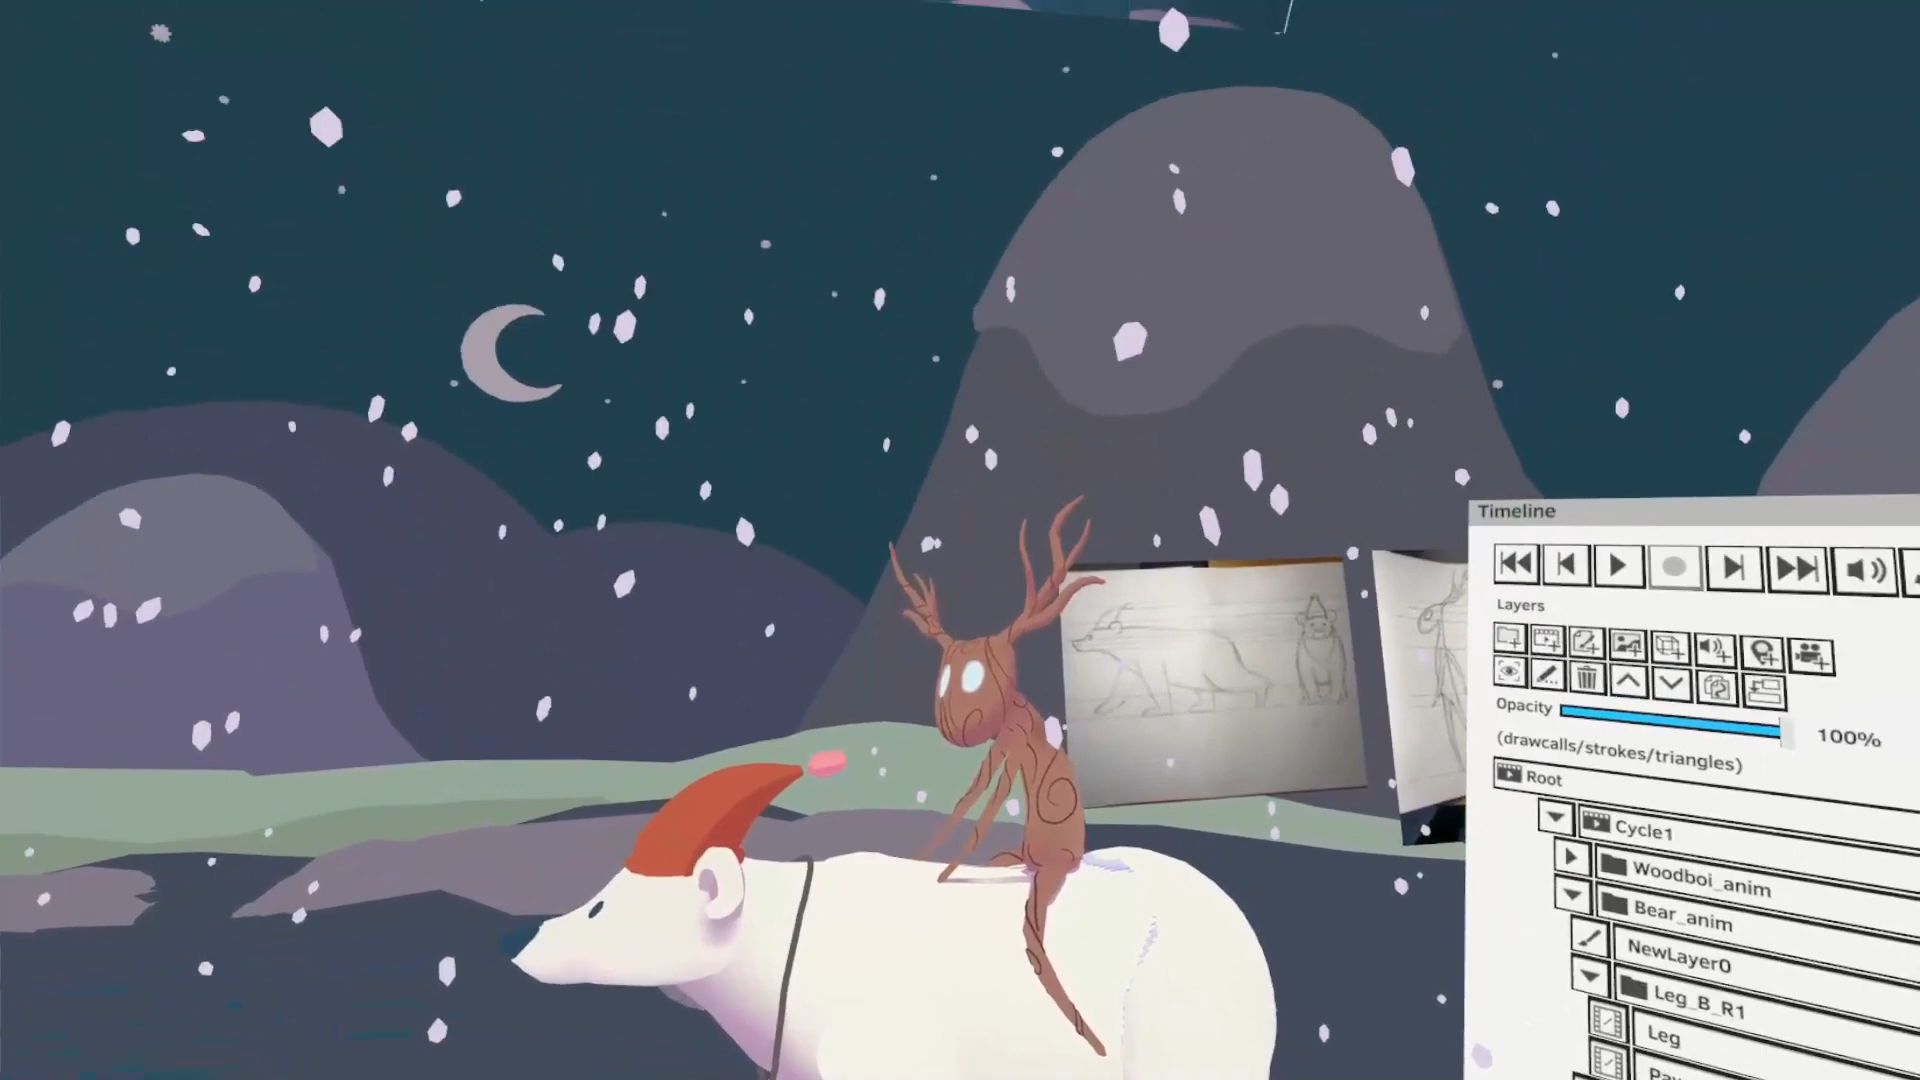 Timeline
Layers
Opacity 100%
(drawcalls/strokes/triangles)
Root
Cycle1
Woodboi_anim
Bear_anim
NewLayer0
Leg_B_R1
Leg